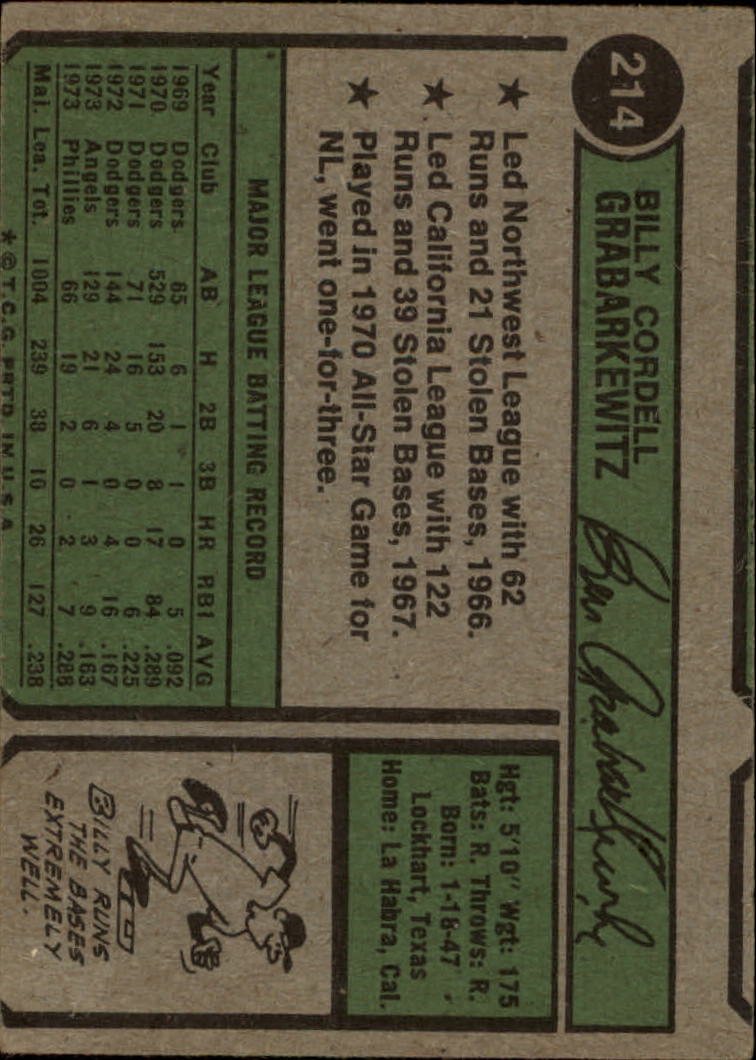 214
BILLY CORDELL
GRABARKEWITZ
★ Led Northwest League with 62
Runs and 21 Stolen Bases, 1966.
★ Led California League with 122
Runs and 39 Stolen Bases, 1967.
★ Played in 1970 All-Star Game for
NL, went one-for-three.
Hgt: 5'10" Wgt: 175
Bats: R. Throws: R.
Born: 1-18-47
Lockhart, Texas
Home: La Habra, Cal.
MAJOR LEAGUE BATTING RECORD
Year Club AB H 2B 3B HR RBI AVG
1969 Dodgers 65 6 1 1 0 5 .092
1970 Dodgers 529 153 20 8 17 84 .289
1971 Dodgers 71 16 5 0 0 6 .225
1972 Dodgers 144 24 4 0 4 16 .167
1973 Angels 129 21 6 1 3 9 .163
1973 Phillies 66 19 2 0 2 7 .288
Maj. Lea. Tot. 1004 239 38 10 26 127 .238
★ © T.C.G. PRTD. IN U.S.A.
BILLY RUNS
THE BASES
EXTREMELY
WELL.